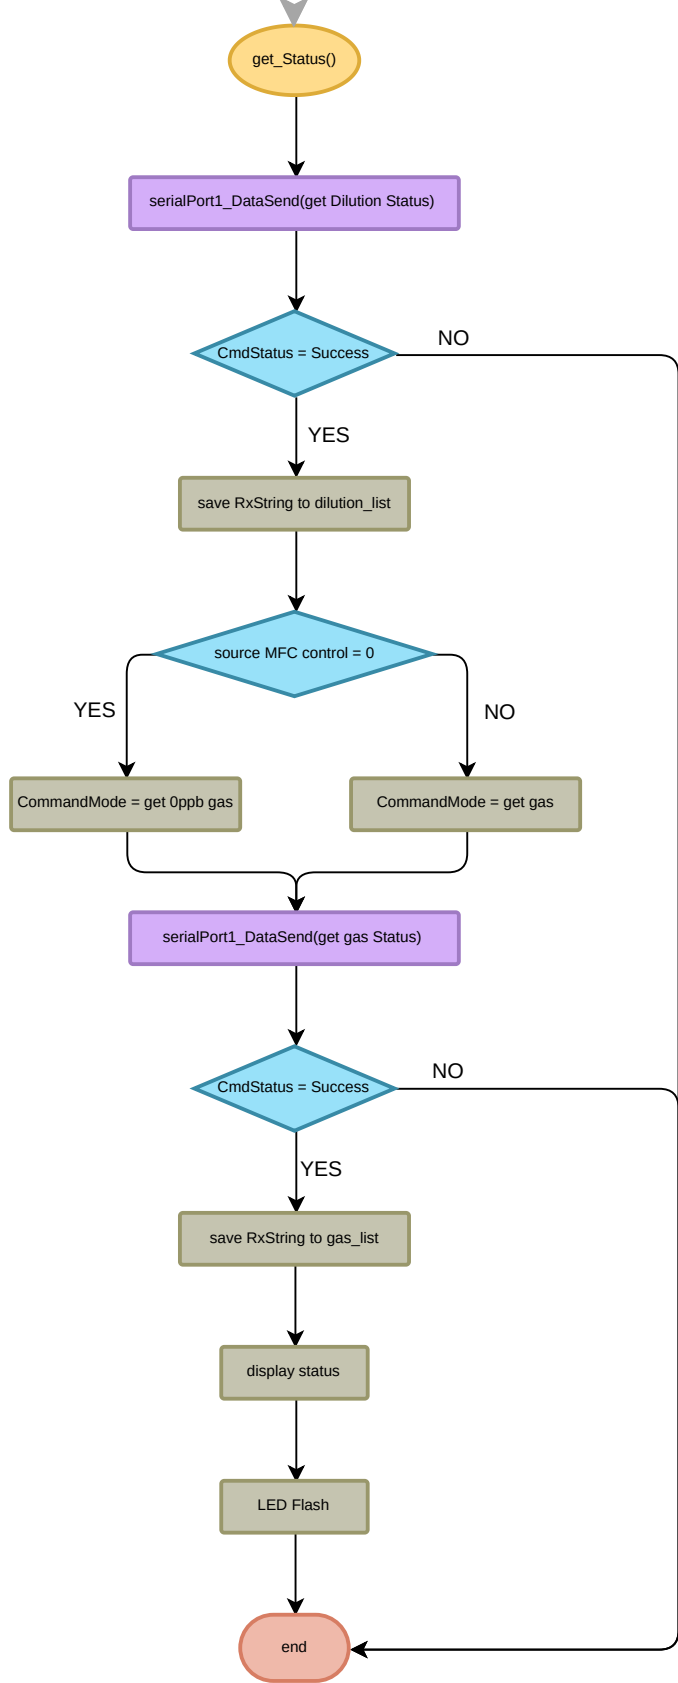 get_Status()
serialPort1_DataSend(get Dilution Status)
CmdStatus = Success
NO
YES
save RxString to dilution_list
source MFC control = 0
YES
NO
CommandMode = get 0ppb gas
CommandMode = get gas
serialPort1_DataSend(get gas Status)
CmdStatus = Success
NO
YES
save RxString to gas_list
display status
LED Flash
end